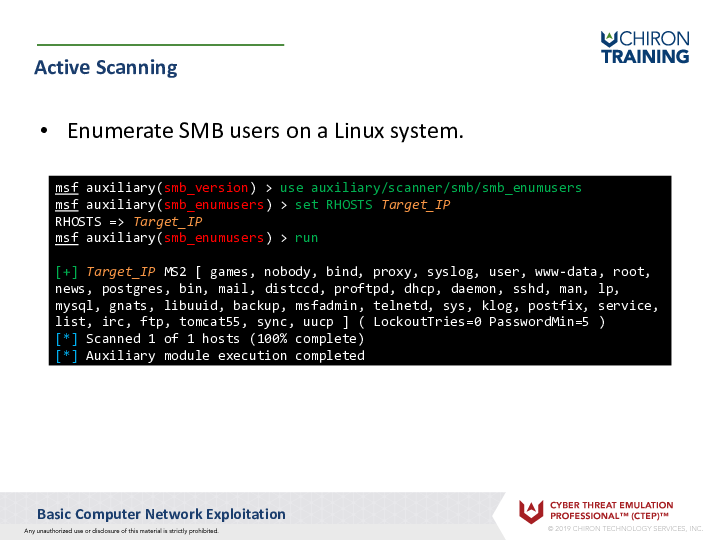 CHIRON
TRAINING
Active Scanning
• Enumerate SMB users on a Linux system.
msf auxiliary(smb_version) > use auxiliary/scanner/smb/smb_enumusers
msf auxiliary(smb_enumusers) > set RHOSTS Target_IP
RHOSTS => Target_IP
msf auxiliary(smb_enumusers) > run
[+] Target_IP MS2 [ games, nobody, bind, proxy, syslog, user, www-data, root,
news, postgres, bin, mail, distccd, proftpd, dhcp, daemon, sshd, man, lp,
mysql, gnats, libuuid, backup, msfadmin, telnetd, sys, klog, postfix, service,
list, irc, ftp, tomcat55, sync, uucp ] ( LockoutTries=0 PasswordMin=5 )
[*] Scanned 1 of 1 hosts (100% complete)
[*] Auxiliary module execution completed
Basic Computer Network Exploitation
Any unauthorized use or disclosure of this material is strictly prohibited.
CYBER THREAT EMULATION
PROFESSIONAL™ (CTEP)™
© 2019 CHIRON TECHNOLOGY SERVICES, INC.